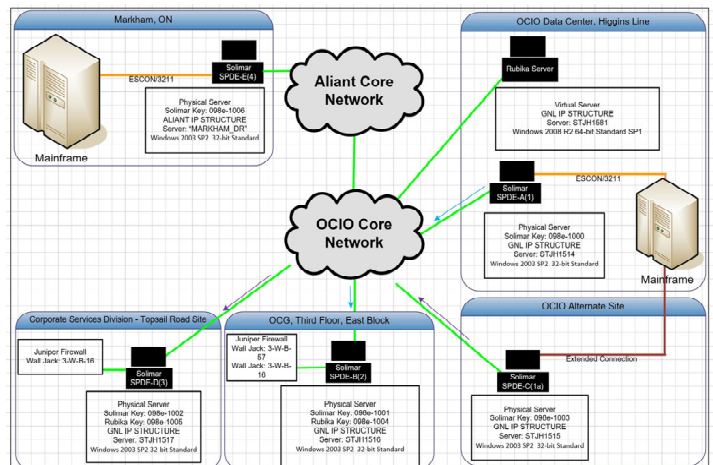 Markham, ON
Solimar
SPDE-E(4)
ESCON/3211
Mainframe
Physical Server
Solimar Key: 098e-1006
ALIANT IP STRUCTURE
Server: "MARKHAM_DR"
Windows 2003 SP2 32-bit Standard
Aliant Core
Network
OCIO Core
Network
OCIO Data Center, Higgins Line
Rubika Server
Virtual Server
GNL IP STRUCTURE
Server: STJH1581
Windows 2008 R2 64-bit Standard SP1
ESCON/3211
Solimar
SPDE-A(1)
Physical Server
Solimar Key: 098e-1000
GNL IP STRUCTURE
Server: STJH1514
Windows 2003 SP2 32-bit Standard
Mainframe
Corporate Services Division - Topsail Road Site
Juniper Firewall
Wall Jack: 3-W-B-16
Solimar
SPDE-D(3)
Physical Server
Solimar Key: 098e-1002
Rubika Key: 098e-1005
GNL IP STRUCTURE
Server: STJH1517
Windows 2003 SP2 32-bit Standard
OCG, Third Floor, East Block
Juniper Firewall
Wall Jack: 3-W-B-
57
Wall Jack: 3-W-B-
16
Solimar
SPDE-B(2)
Physical Server
Solimar Key: 098e-1001
Rubika Key: 098e-1004
GNL IP STRUCTURE
Server: STJH1516
Windows 2003 SP2 32-bit Standard
OCIO Alternate Site
Extended Connection
Solimar
SPDE-C(1a)
Physical Server
Solimar Key: 098e-1003
GNL IP STRUCTURE
Server: STJH1515
Windows 2003 SP2 32-bit Standard